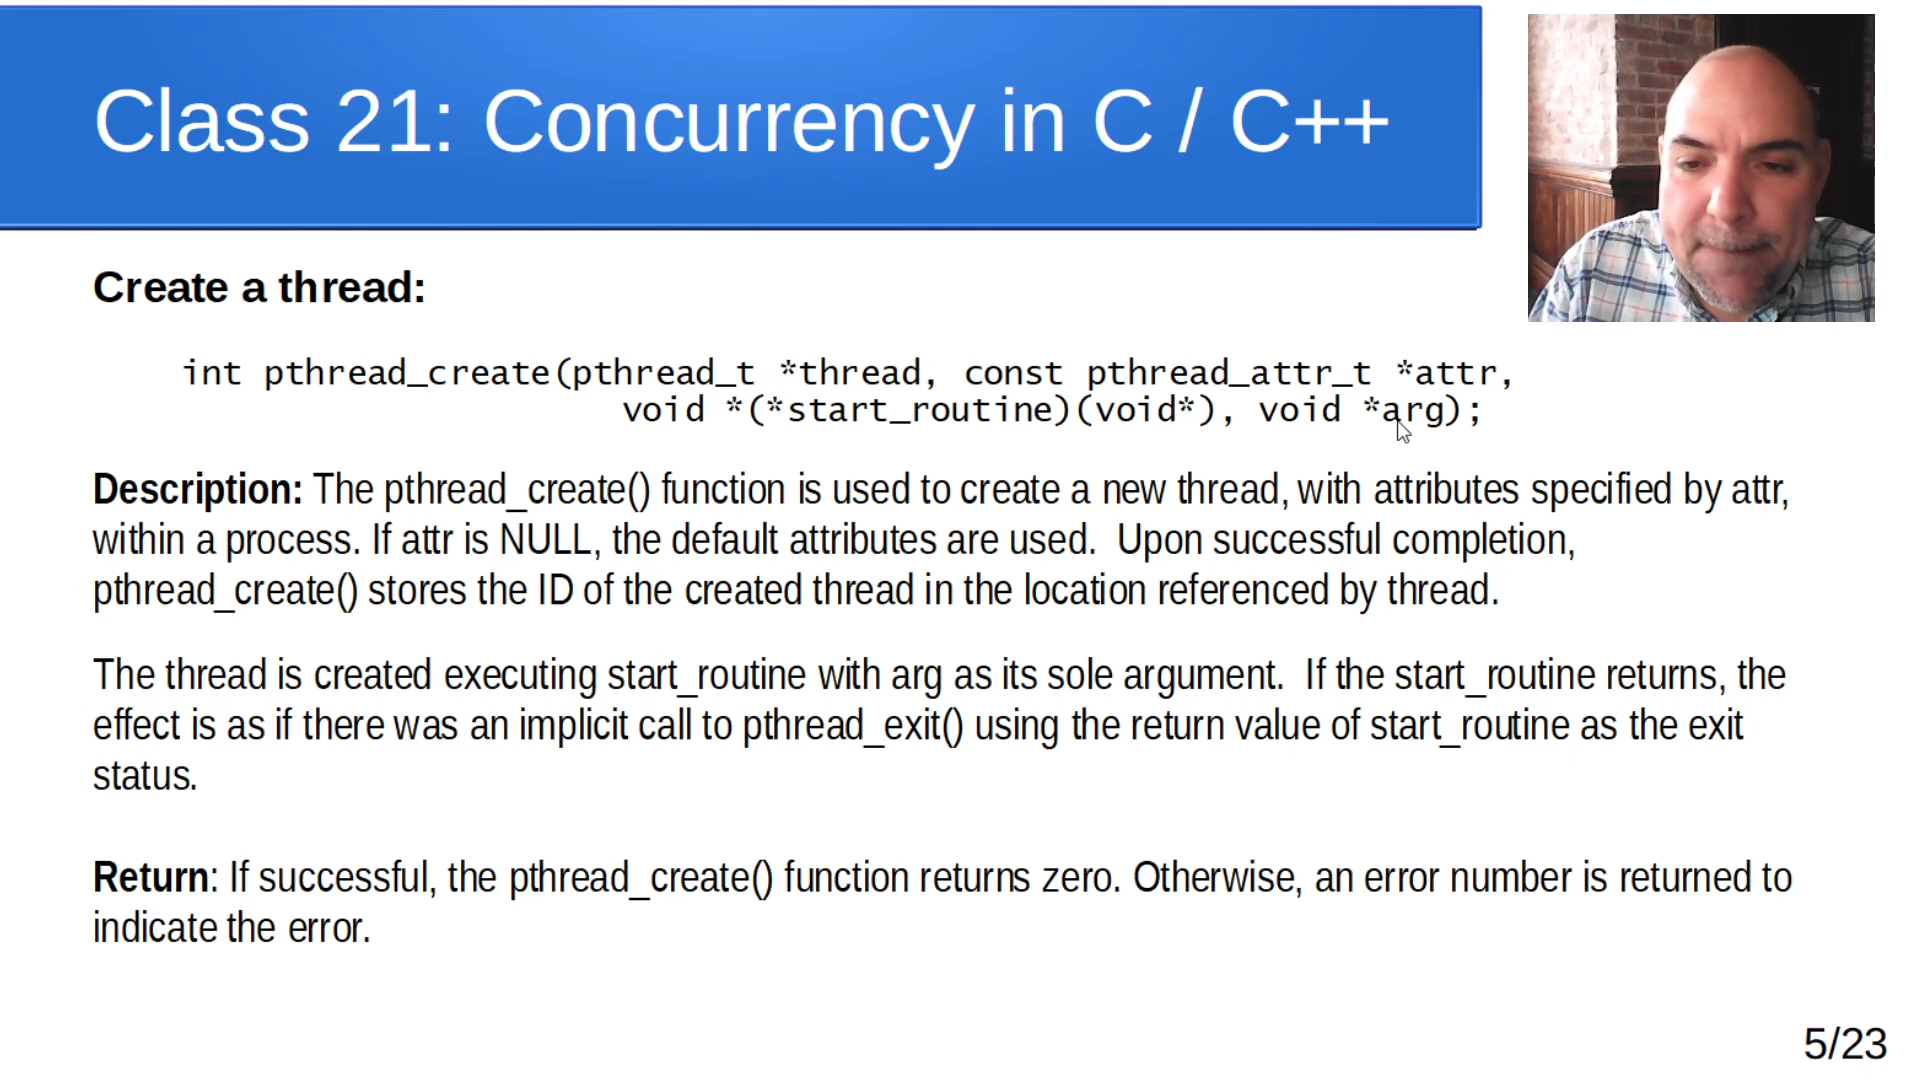 Class 21: Concurrency in C / C++
Create a thread:
int pthread_create(pthread_t *thread, const pthread_attr_t *attr,
void *(*start_routine)(void*), void *arg);
Description: The pthread_create() function is used to create a new thread, with attributes specified by attr,
within a process. If attr is NULL, the default attributes are used.  Upon successful completion,
pthread_create() stores the ID of the created thread in the location referenced by thread.
The thread is created executing start_routine with arg as its sole argument.  If the start_routine returns, the
effect is as if there was an implicit call to pthread_exit() using the return value of start_routine as the exit
status.
Return: If successful, the pthread_create() function returns zero. Otherwise, an error number is returned to
indicate the error.
5/23